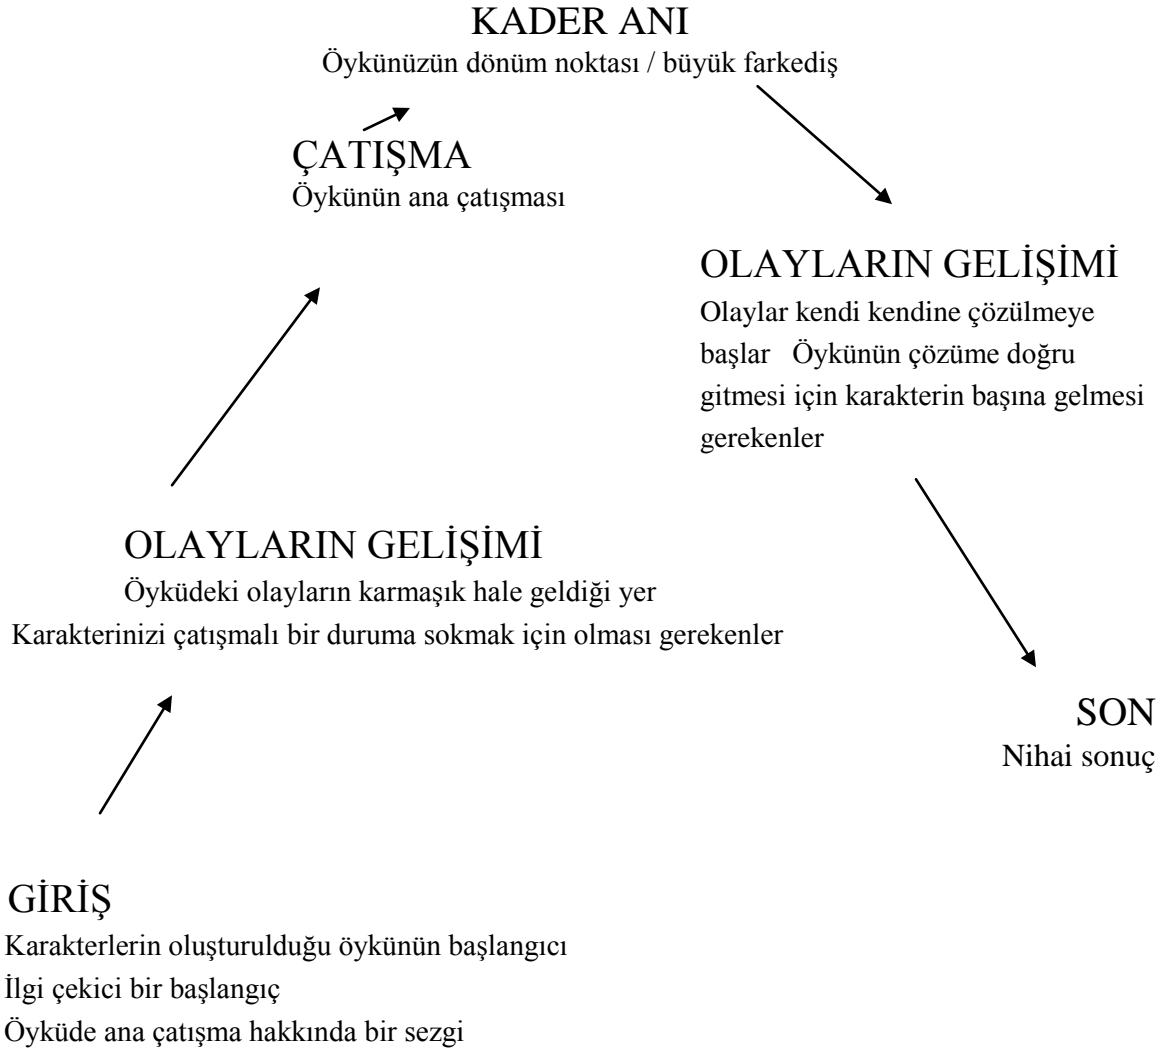 KADER ANI
Öykünüzün dönüm noktası / büyük farkediş
ÇATIŞMA
Öykünün ana çatışması
OLAYLARIN GELİŞİMİ
Olaylar kendi kendine çözülmeye
başlar Öykünün çözüme doğru
gitmesi için karakterin başına gelmesi
gerekenler
OLAYLARIN GELİŞİMİ
Öyküdeki olayların karmaşık hale geldiği yer
Karakterinizi çatışmalı bir duruma sokmak için olması gerekenler
SON
Nihai sonuç
GİRİŞ
Karakterlerin oluşturulduğu öykünün başlangıcı
İlgi çekici bir başlangıç
Öyküde ana çatışma hakkında bir sezgi